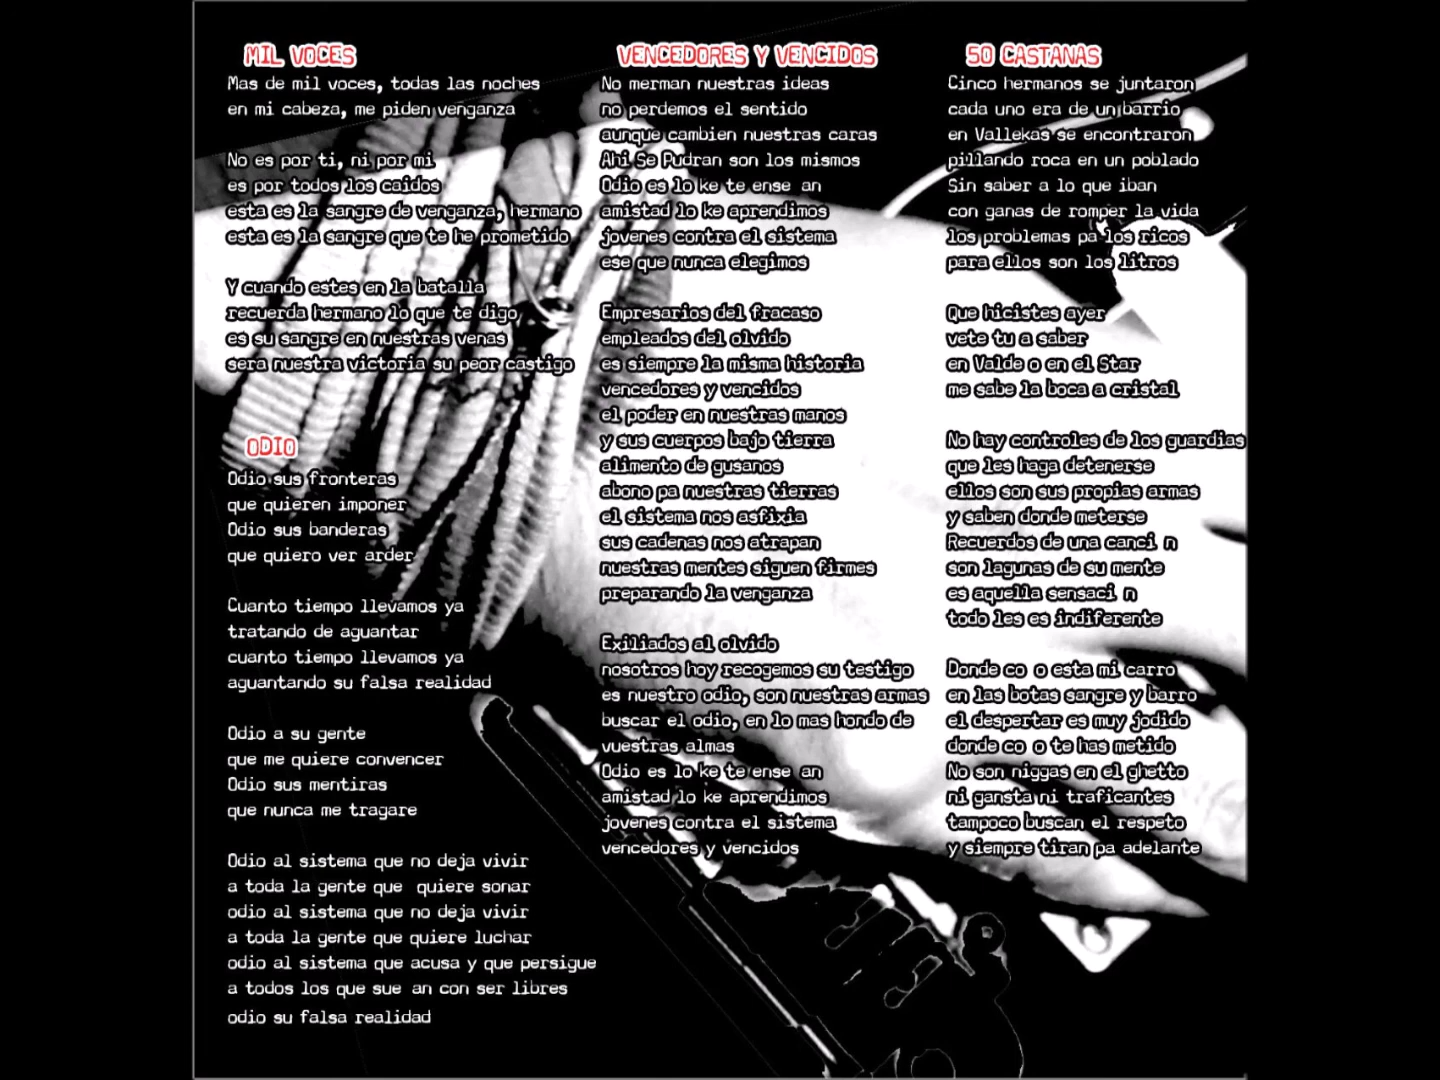 MIL VOCES
Mas de mil voces, todas las noches
en mi cabeza, me piden venganza
No es por ti, ni por mi
es por todos los caidos
esta es la sangre de venganza, hermano
esta es la sangre que te he prometido
Y cuando estes en la batalla
recuerda hermano lo que te digo
es su sangre en nuestras venas
sera nuestra victoria su peor castigo
ODIO
Odio sus fronteras
que quieren imponer
Odio sus banderas
que quiero ver arder
Cuanto tiempo llevamos ya
tratando de aguantar
cuanto tiempo llevamos ya
aguantando su falsa realidad
Odio a su gente
que me quiere convencer
Odio sus mentiras
que nunca me tragare
Odio al sistema que no deja vivir
a toda la gente que quiere sonar
odio al sistema que no deja vivir
a toda la gente que quiere luchar
odio al sistema que acusa y que persigue
a todos los que sue an con ser libres
odio su falsa realidad
VENCEDORES Y VENCIDOS
No merman nuestras ideas
no perdemos el sentido
aunque cambien nuestras caras
Ahi Se Pudran son los mismos
Odio es lo ke te ense an
amistad lo ke aprendimos
jovenes contra el sistema
ese que nunca elegimos
Empresarios del fracaso
empleados del olvido
es siempre la misma historia
vencedores y vencidos
el poder en nuestras manos
y sus cuerpos bajo tierra
alimento de gusanos
abono pa nuestras tierras
el sistema nos asfixia
sus cadenas nos atrapan
nuestras mentes siguen firmes
preparando la venganza
Exiliados al olvido
nosotros hoy recogemos su testigo
es nuestro odio, son nuestras armas
buscar el odio, en lo mas hondo de
vuestras almas
Odio es lo ke te ense an
amistad lo ke aprendimos
jovenes contra el sistema
vencedores y vencidos
50 CASTANAS
Cinco hermanos se juntaron
cada uno era de un barrio
en Vallekas se encontraron
pillando roca en un poblado
Sin saber a lo que iban
con ganas de romper la vida
los problemas pa los ricos
para ellos son los litros
Que hicistes ayer
vete tu a saber
en Valde o en el Star
me sabe la boca a cristal
No hay controles de los guardias
que les haga detenerse
ellos son sus propias armas
y saben donde meterse
Recuerdos de una canci n
son lagunas de su mente
es aquella sensaci n
todo les es indiferente
Donde co o esta mi carro
en las botas sangre y barro
el despertar es muy jodido
donde co o te has metido
No son niggas en el ghetto
ni gansta ni traficantes
tampoco buscan el respeto
y siempre tiran pa adelante